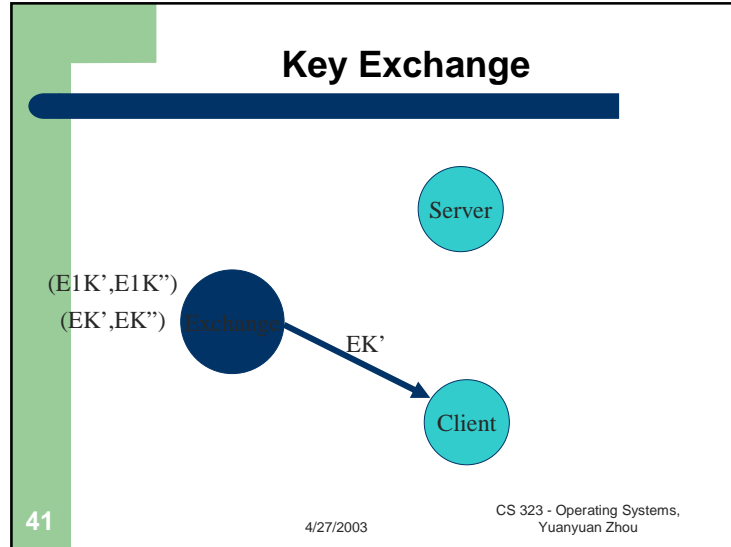 Key Exchange
Server
(E1K’,E1K”)
(EK’,EK”)
Exchange
EK’
Client
41
4/27/2003
CS 323 - Operating Systems,
Yuanyuan Zhou